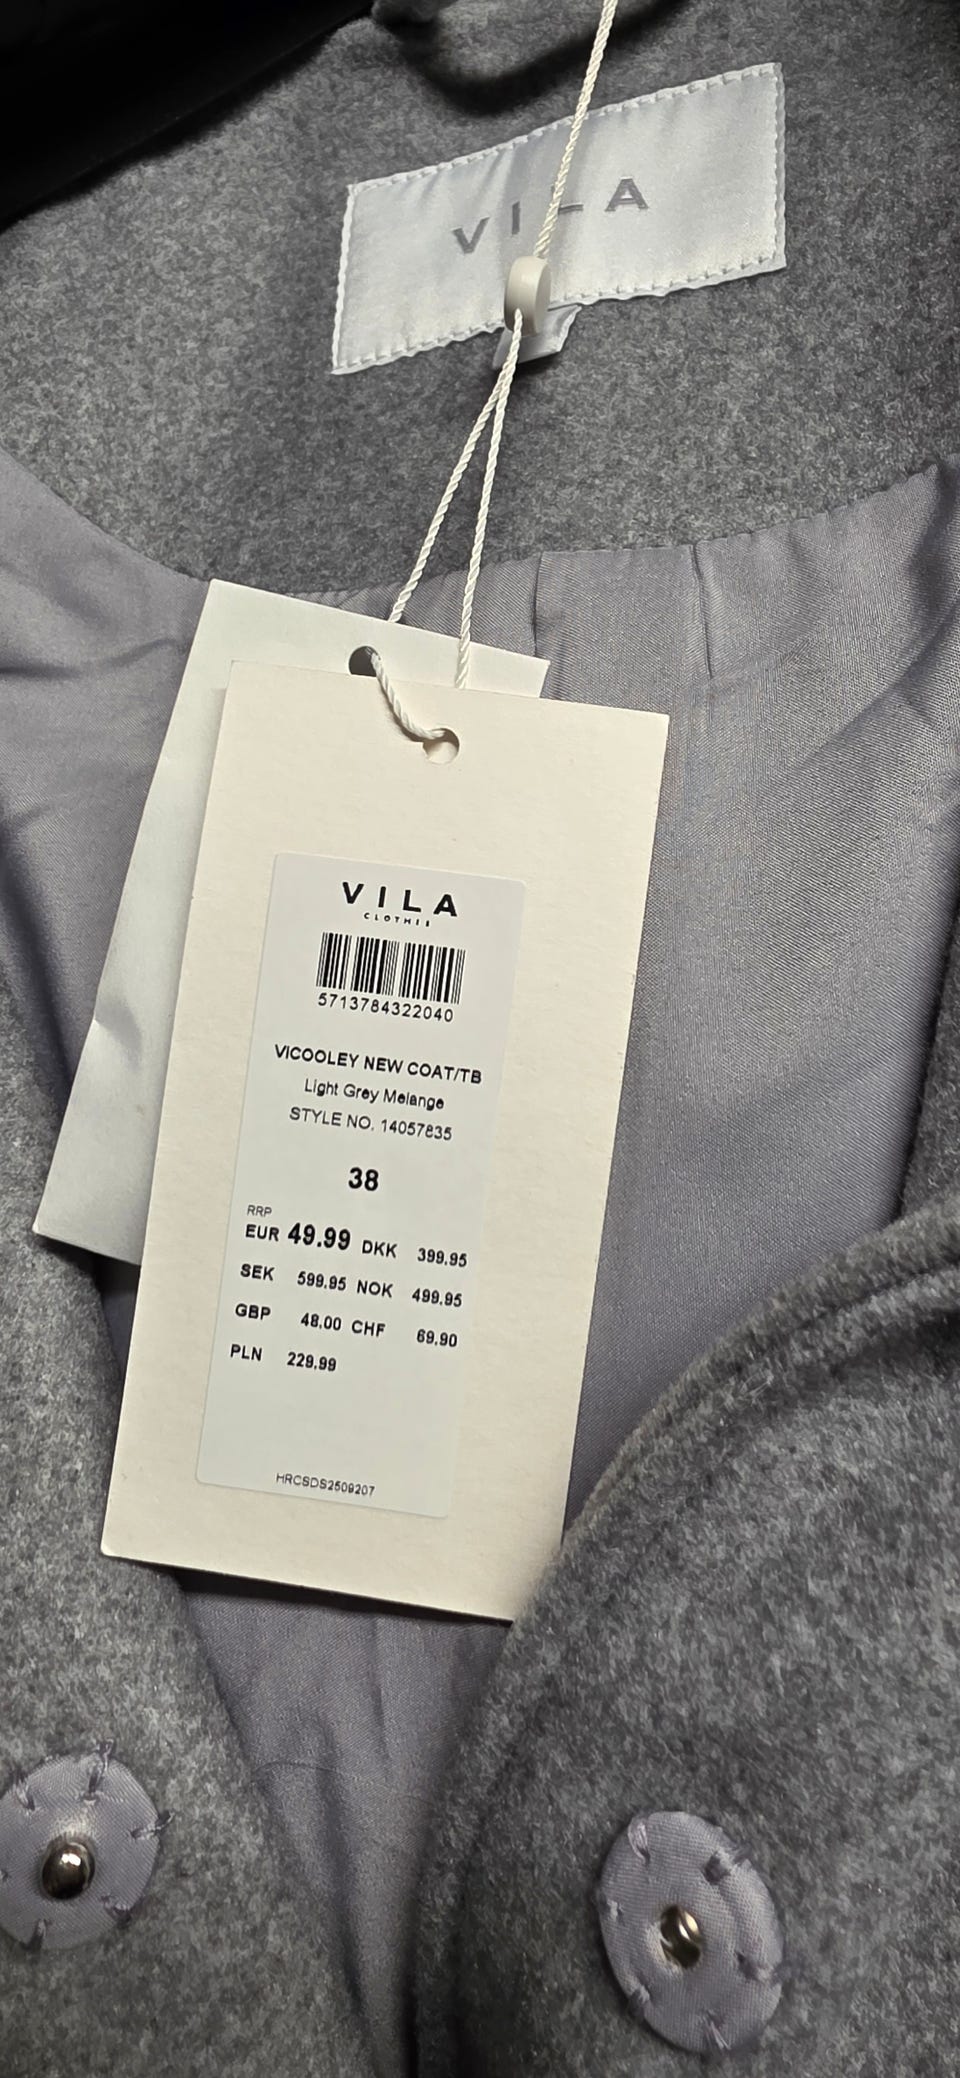 VILA
VILA
CLOTHES
5713784322040
VICOOLEY NEW COAT/TB
Light Grey Melange
STYLE NO. 14057835
38
RRP
EUR 49.99 DKK 399.95
SEK 599.95 NOK 499.95
GBP 48.00 CHF 69.90
PLN 229.99
HRCSDS2509207